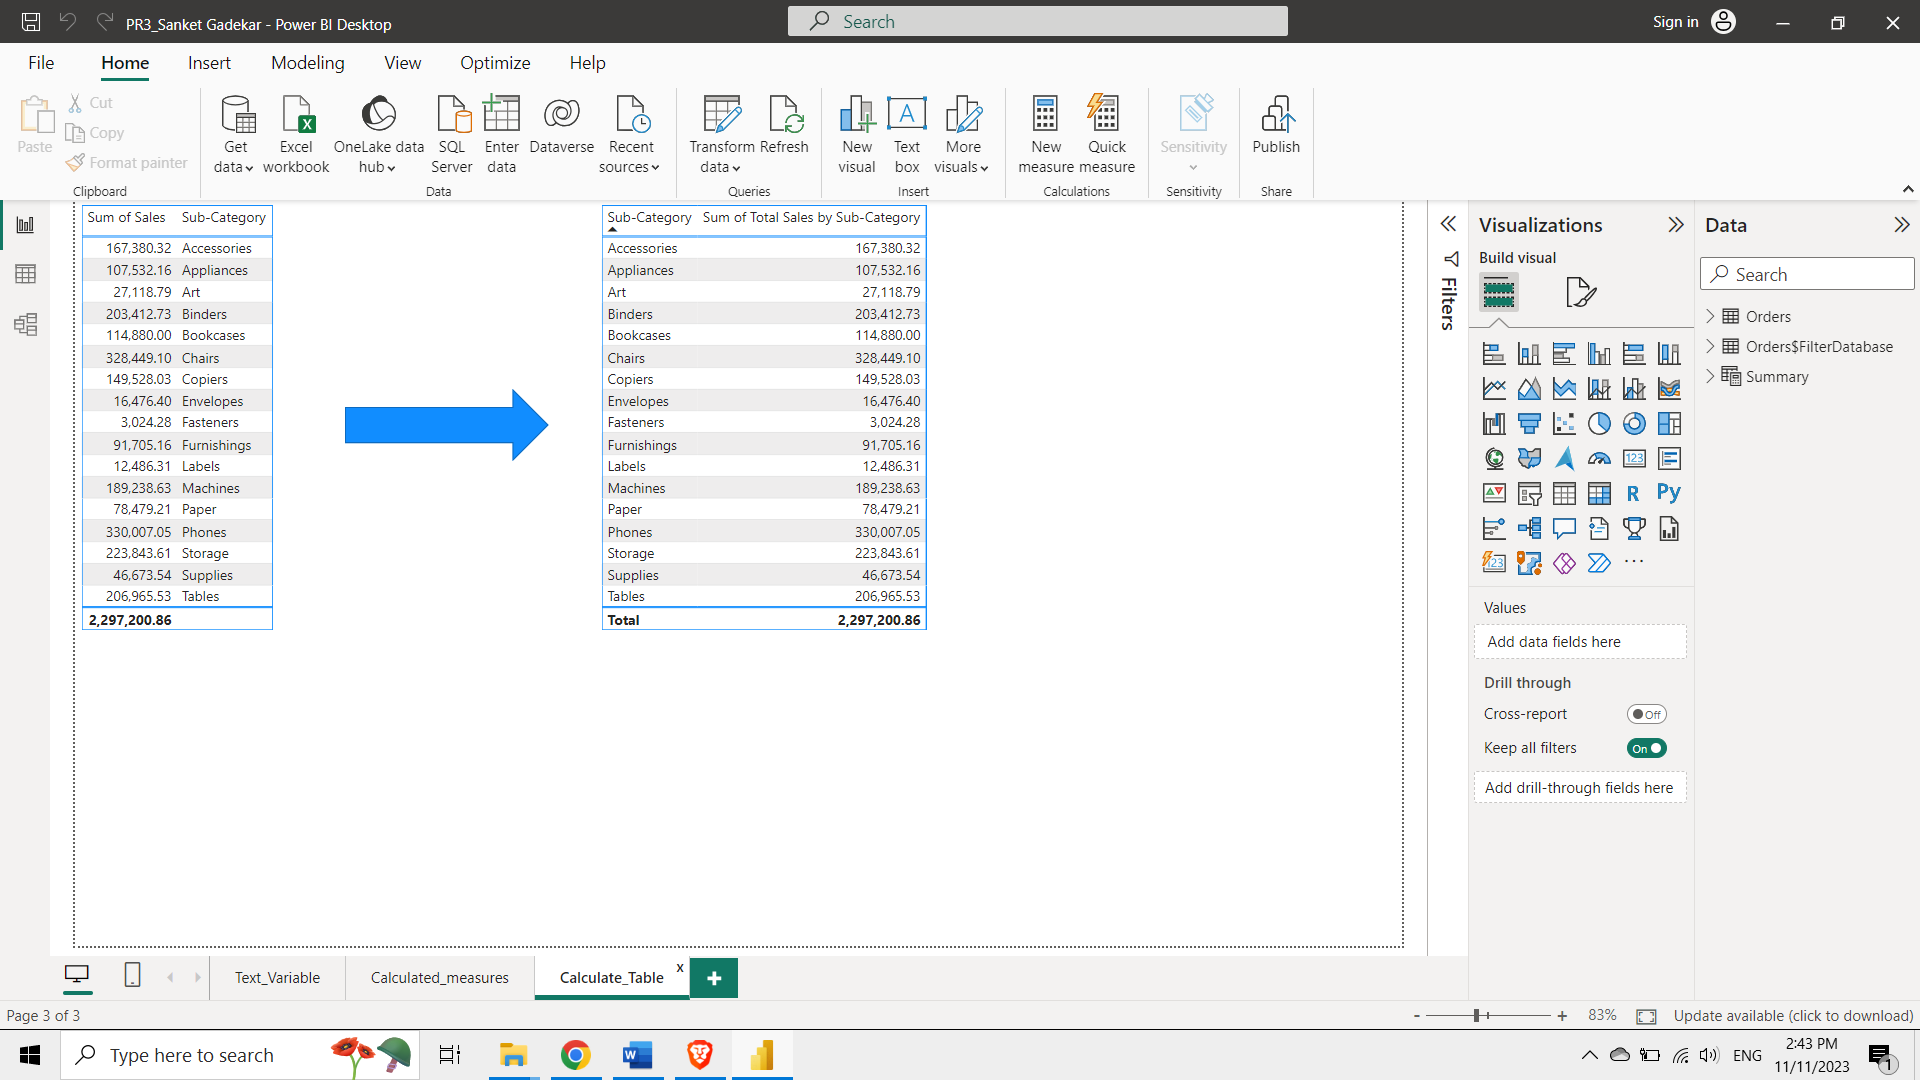 PR3_Sanket Gadekar - Power BI Desktop
Search
Sign in
File Home Insert Modeling View Optimize Help
Paste
Cut
Copy
Format painter
Clipboard
Get data
Excel workbook
OneLake data hub
SQL Server
Enter data
Dataverse
Recent sources
Data
Transform data
Refresh
Queries
New visual
Text box
More visuals
Insert
New measure
Quick measure
Calculations
Sensitivity
Sensitivity
Publish
Share
Sum of Sales Sub-Category
167,380.32 Accessories
107,532.16 Appliances
27,118.79 Art
203,412.73 Binders
114,880.00 Bookcases
328,449.10 Chairs
149,528.03 Copiers
16,476.40 Envelopes
3,024.28 Fasteners
91,705.16 Furnishings
12,486.31 Labels
189,238.63 Machines
78,479.21 Paper
330,007.05 Phones
223,843.61 Storage
46,673.54 Supplies
206,965.53 Tables
2,297,200.86
Sub-Category Sum of Total Sales by Sub-Category
Accessories 167,380.32
Appliances 107,532.16
Art 27,118.79
Binders 203,412.73
Bookcases 114,880.00
Chairs 328,449.10
Copiers 149,528.03
Envelopes 16,476.40
Fasteners 3,024.28
Furnishings 91,705.16
Labels 12,486.31
Machines 189,238.63
Paper 78,479.21
Phones 330,007.05
Storage 223,843.61
Supplies 46,673.54
Tables 206,965.53
Total 2,297,200.86
Filters
Visualizations
Build visual
123
R
Py
123
Values
Add data fields here
Drill through
Cross-report Off
Keep all filters On
Add drill-through fields here
Data
Search
Orders
Orders$FilterDatabase
Summary
Text_Variable Calculated_measures Calculate_Table x +
Page 3 of 3
- + 83% Update available (click to download)
Type here to search
ENG
2:43 PM
11/11/2023
1